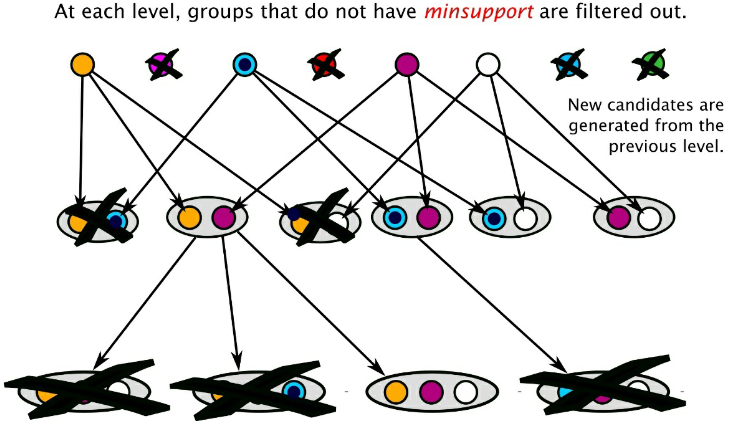 At each level, groups that do not have minsupport are filtered out.
New candidates are
generated from the
previous level.